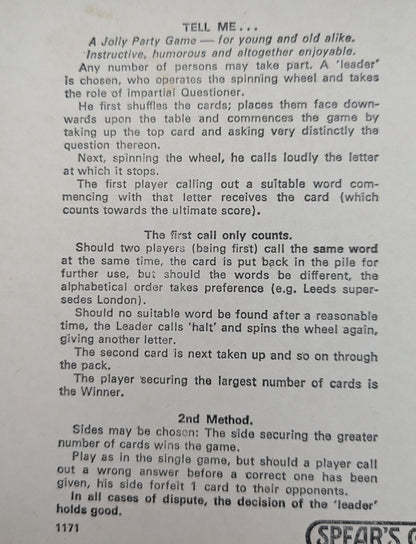 TELL ME...
A Jolly Party Game — for young and old alike.
Instructive, humorous and altogether enjoyable.
Any number of persons may take part. A 'leader'
is chosen, who operates the spinning wheel and takes
the role of impartial Questioner.
He first shuffles the cards; places them face down-
wards upon the table and commences the game by
taking up the top card and asking very distinctly the
question thereon.
Next, spinning the wheel, he calls loudly the letter
at which it stops.
The first player calling out a suitable word com-
mencing with that letter receives the card (which
counts towards the ultimate score).
The first call only counts.
Should two players (being first) call the same word
at the same time, the card is put back in the pile for
further use, but should the words be different, the
alphabetical order takes preference (e.g. Leeds super-
sedes London).
Should no suitable word be found after a reasonable
time, the Leader calls 'halt' and spins the wheel again,
giving another letter.
The second card is next taken up and so on through
the pack.
The player securing the largest number of cards is
the Winner.
2nd Method.
Sides may be chosen: The side securing the greater
number of cards wins the game.
Play as in the single game, but should a player call
out a wrong answer before a correct one has been
given, his side forfeit 1 card to their opponents.
In all cases of dispute, the decision of the 'leader'
holds good.
1171
SPEAR'S